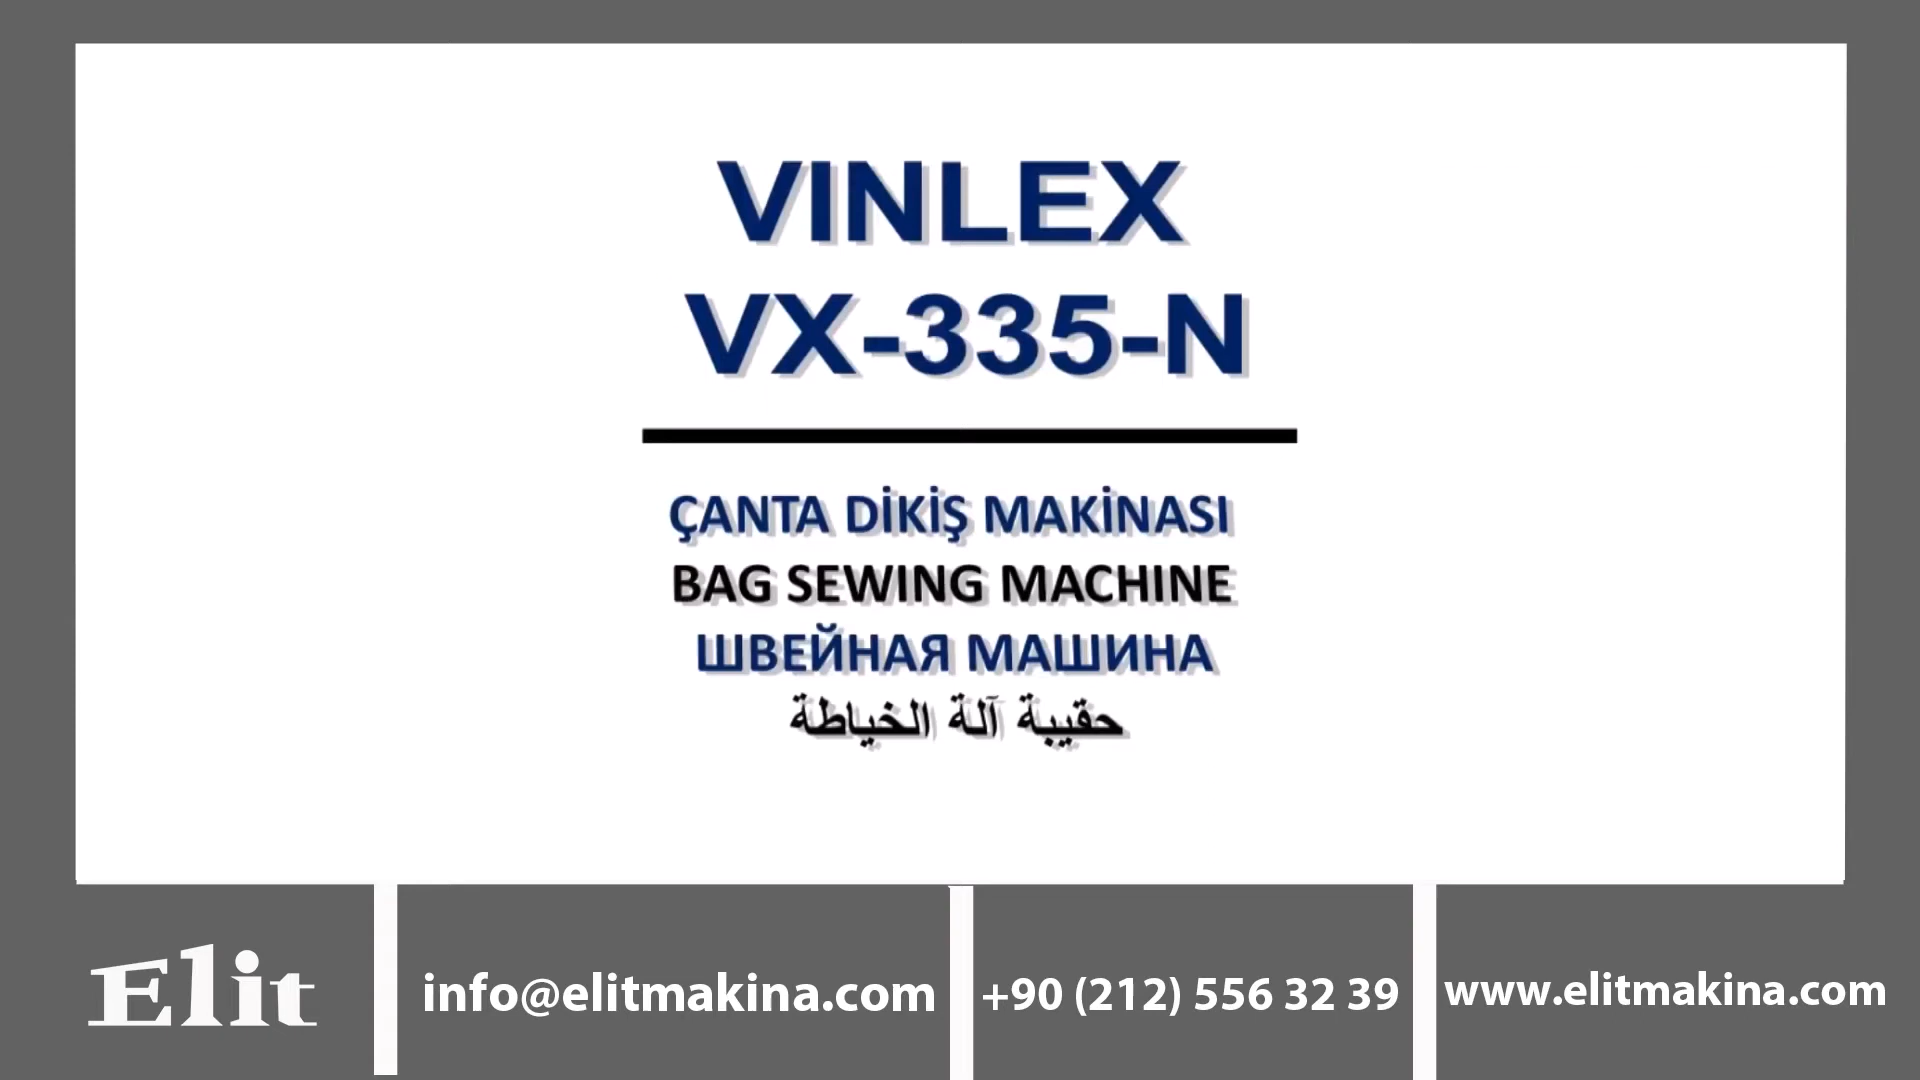 VINLEX
VX-335-N
ÇANTA DİKİŞ MAKİNASI
BAG SEWING MACHINE
ШВЕЙНАЯ МАШИНА
حقيبة آلة الخياطة
Elit
info@elitmakina.com
+90 (212) 556 32 39
www.elitmakina.com